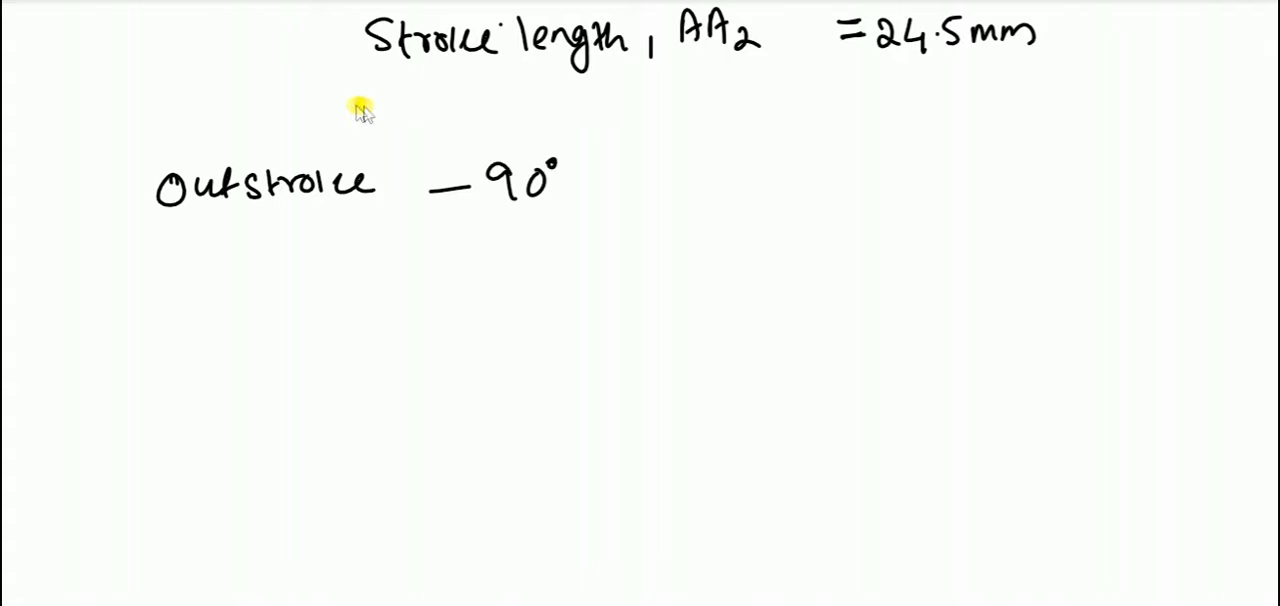 Stroke length, AA2 = 24.5mm
Outstroke — 90°